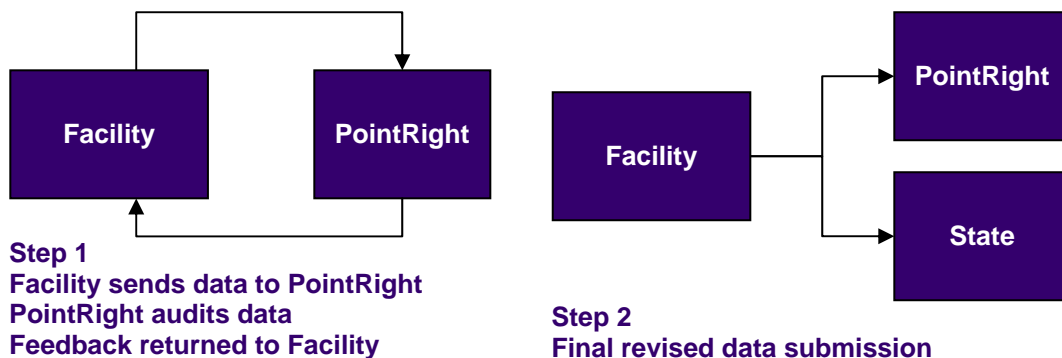 Facility
PointRight
Step 1
Facility sends data to PointRight
PointRight audits data
Feedback returned to Facility
Facility
PointRight
State
Step 2
Final revised data submission